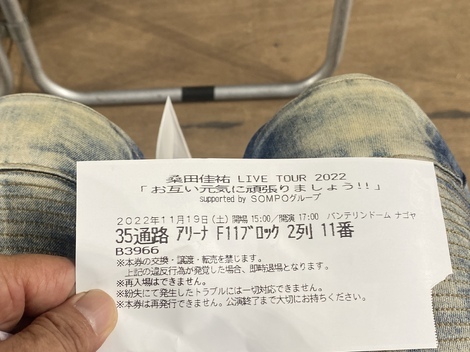 桑田佳祐 LIVE TOUR 2022
「お互い元気に頑張りましょう!!」
supported by SOMPOグループ
2022年11月19日(土) 開場 15:00/開演 17:00 バンテリンドーム ナゴヤ
35通路 アリーナ F11ブロック 2列 11番
B3966
※本券の交換・譲渡・転売を禁じます。
上記の違反行為が発覚した場合、即時退場となります。
※再入場はできません。
※紛失にて発生したトラブルには一切対応できません。
※本券は再発行できません。公演終了まで大切にお持ちください。